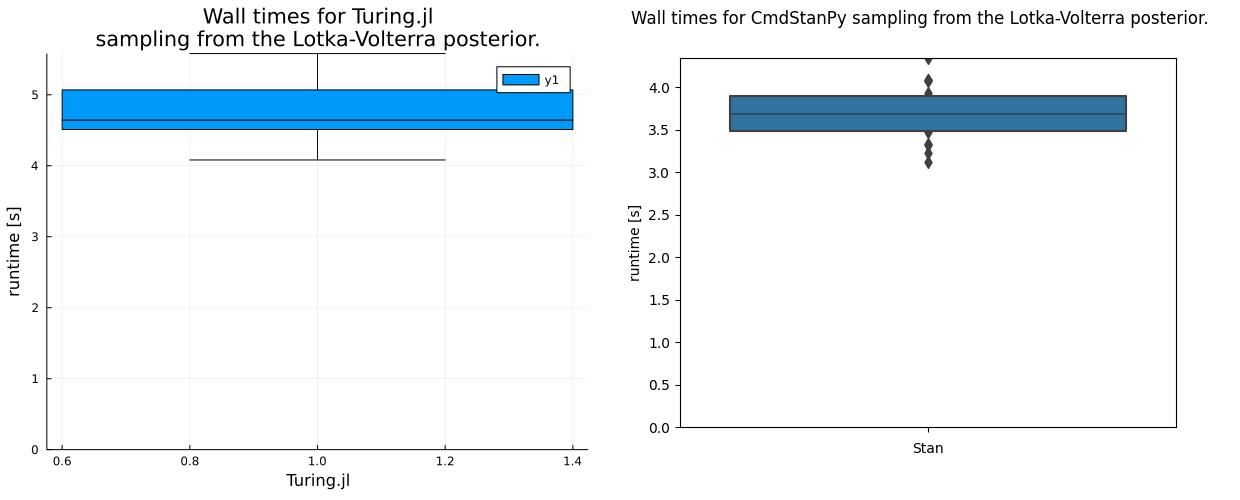 Wall times for Turing.jl
sampling from the Lotka-Volterra posterior.
y1
runtime [s]
5
4
3
2
1
0
0.6 0.8 1.0 1.2 1.4
Turing.jl
Wall times for CmdStanPy sampling from the Lotka-Volterra posterior.
runtime [s]
4.0
3.5
3.0
2.5
2.0
1.5
1.0
0.5
0.0
Stan